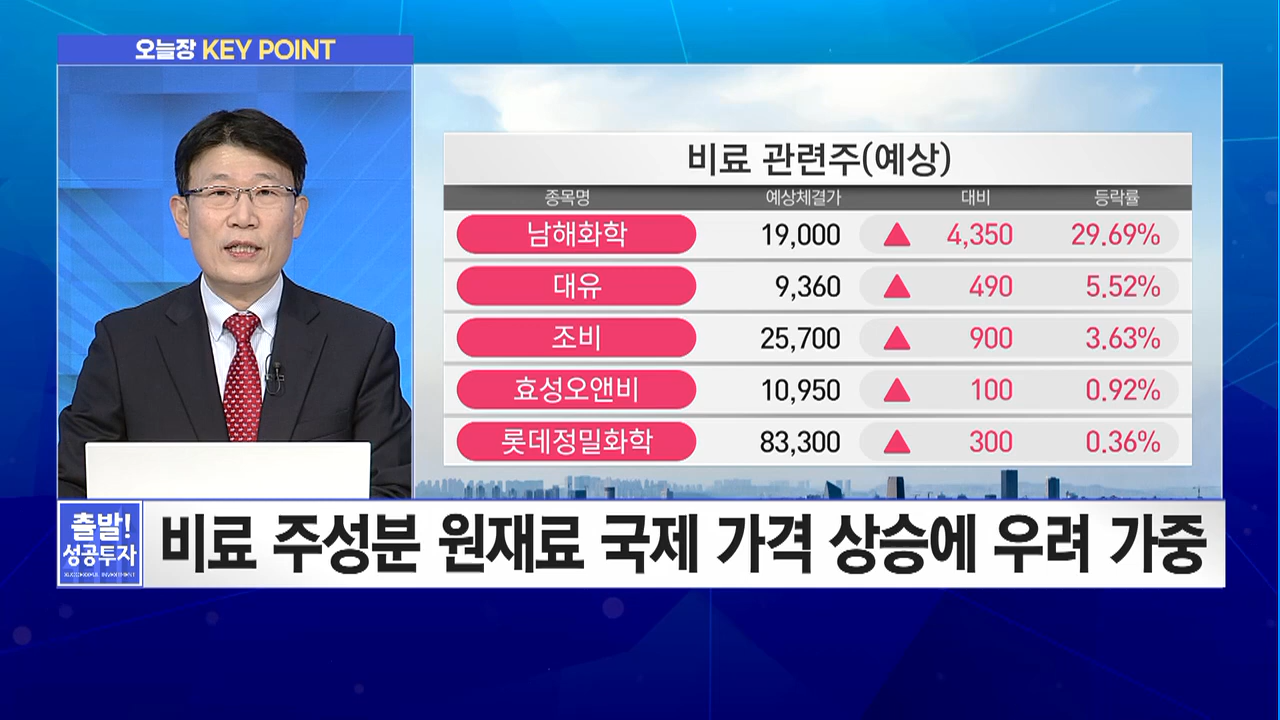 오늘장 KEY POINT
비료 관련주(예상)
종목명 예상체결가 대비 등락률
남해화학 19,000 ▲ 4,350 29.69%
대유 9,360 ▲ 490 5.52%
조비 25,700 ▲ 900 3.63%
효성오앤비 10,950 ▲ 100 0.92%
롯데정밀화학 83,300 ▲ 300 0.36%
출발!
성공투자
SUCCESSFUL INVESTMENT
비료 주성분 원재료 국제 가격 상승에 우려 가중